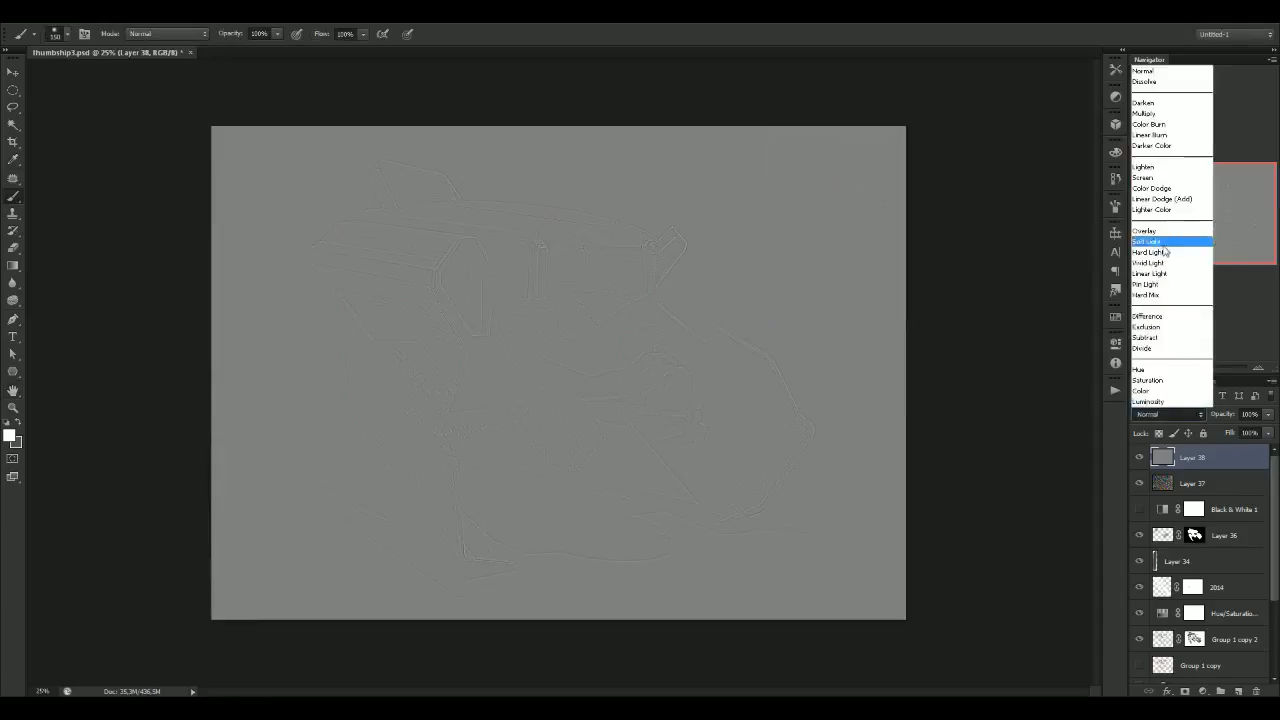 150
Mode: Normal
Opacity: 100%
Flow: 100%
Untitled-1
thumbship3.psd @ 25% (Layer 38, RGB/8) *
Navigator
Normal
Dissolve
Darken
Multiply
Color Burn
Linear Burn
Darker Color
Lighten
Screen
Color Dodge
Linear Dodge (Add)
Lighter Color
Overlay
Soft Light
Hard Light
Vivid Light
Linear Light
Pin Light
Hard Mix
Difference
Exclusion
Subtract
Divide
Hue
Saturation
Color
Luminosity
Normal
Opacity: 100%
Lock:
Fill: 100%
Layer 38
Layer 37
Black & White 1
Layer 36
Layer 34
2014
Hue/Saturatio...
Group 1 copy 2
Group 1 copy
25%
Doc: 35,3M/436,5M